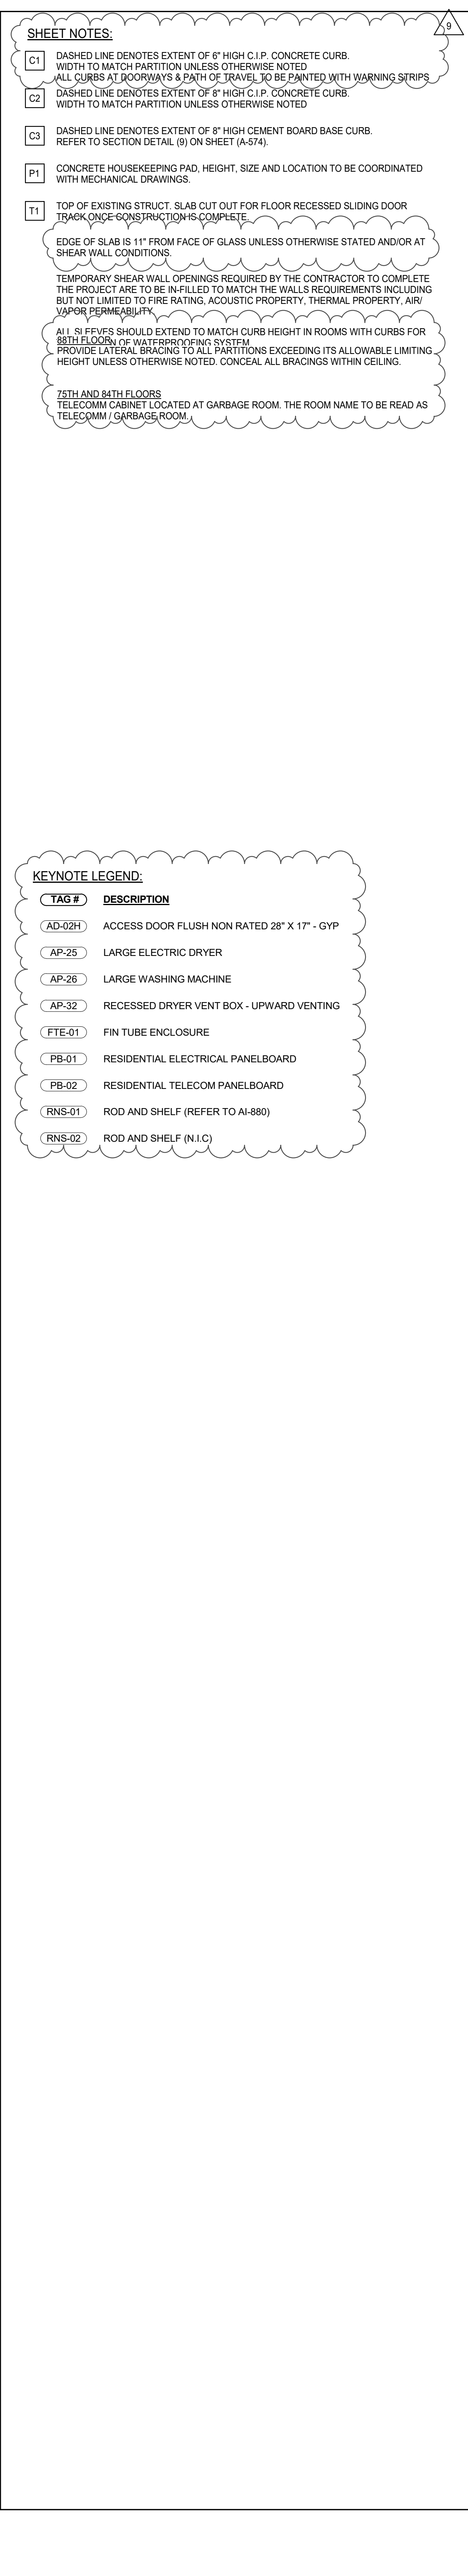 SHEET NOTES:
9
C1 DASHED LINE DENOTES EXTENT OF 6" HIGH C.I.P. CONCRETE CURB.
WIDTH TO MATCH PARTITION UNLESS OTHERWISE NOTED
ALL CURBS AT DOORWAYS & PATH OF TRAVEL TO BE PAINTED WITH WARNING STRIPS
C2 DASHED LINE DENOTES EXTENT OF 8" HIGH C.I.P. CONCRETE CURB.
WIDTH TO MATCH PARTITION UNLESS OTHERWISE NOTED
C3 DASHED LINE DENOTES EXTENT OF 8" HIGH CEMENT BOARD BASE CURB.
REFER TO SECTION DETAIL (9) ON SHEET (A-574).
P1 CONCRETE HOUSEKEEPING PAD, HEIGHT, SIZE AND LOCATION TO BE COORDINATED
WITH MECHANICAL DRAWINGS.
T1 TOP OF EXISTING STRUCT. SLAB CUT OUT FOR FLOOR RECESSED SLIDING DOOR
TRACK ONCE CONSTRUCTION IS COMPLETE.
EDGE OF SLAB IS 11" FROM FACE OF GLASS UNLESS OTHERWISE STATED AND/OR AT
SHEAR WALL CONDITIONS.
TEMPORARY SHEAR WALL OPENINGS REQUIRED BY THE CONTRACTOR TO COMPLETE
THE PROJECT ARE TO BE IN-FILLED TO MATCH THE WALLS REQUIREMENTS INCLUDING
BUT NOT LIMITED TO FIRE RATING, ACOUSTIC PROPERTY, THERMAL PROPERTY, AIR/
VAPOR PERMEABILITY.
ALL SLEEVES SHOULD EXTEND TO MATCH CURB HEIGHT IN ROOMS WITH CURBS FOR
88TH FLOOR
OF WATERPROOFING SYSTEM
PROVIDE LATERAL BRACING TO ALL PARTITIONS EXCEEDING ITS ALLOWABLE LIMITING
HEIGHT UNLESS OTHERWISE NOTED. CONCEAL ALL BRACINGS WITHIN CEILING.
75TH AND 84TH FLOORS
TELECOMM CABINET LOCATED AT GARBAGE ROOM. THE ROOM NAME TO BE READ AS
TELECOMM / GARBAGE ROOM.
KEYNOTE LEGEND:
TAG # DESCRIPTION
AD-02H ACCESS DOOR FLUSH NON RATED 28" X 17" - GYP
AP-25 LARGE ELECTRIC DRYER
AP-26 LARGE WASHING MACHINE
AP-32 RECESSED DRYER VENT BOX - UPWARD VENTING
FTE-01 FIN TUBE ENCLOSURE
PB-01 RESIDENTIAL ELECTRICAL PANELBOARD
PB-02 RESIDENTIAL TELECOM PANELBOARD
RNS-01 ROD AND SHELF (REFER TO AI-880)
RNS-02 ROD AND SHELF (N.I.C)